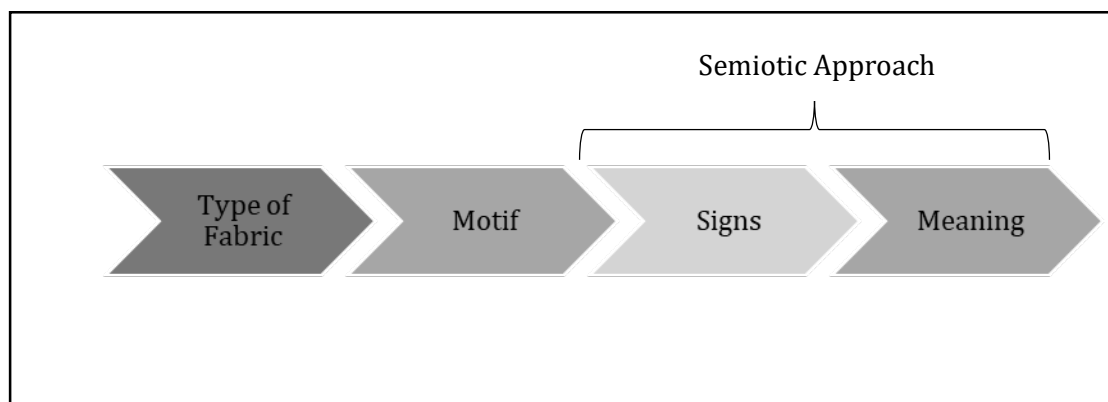 Semiotic Approach
Type of
Fabric
Motif
Signs
Meaning